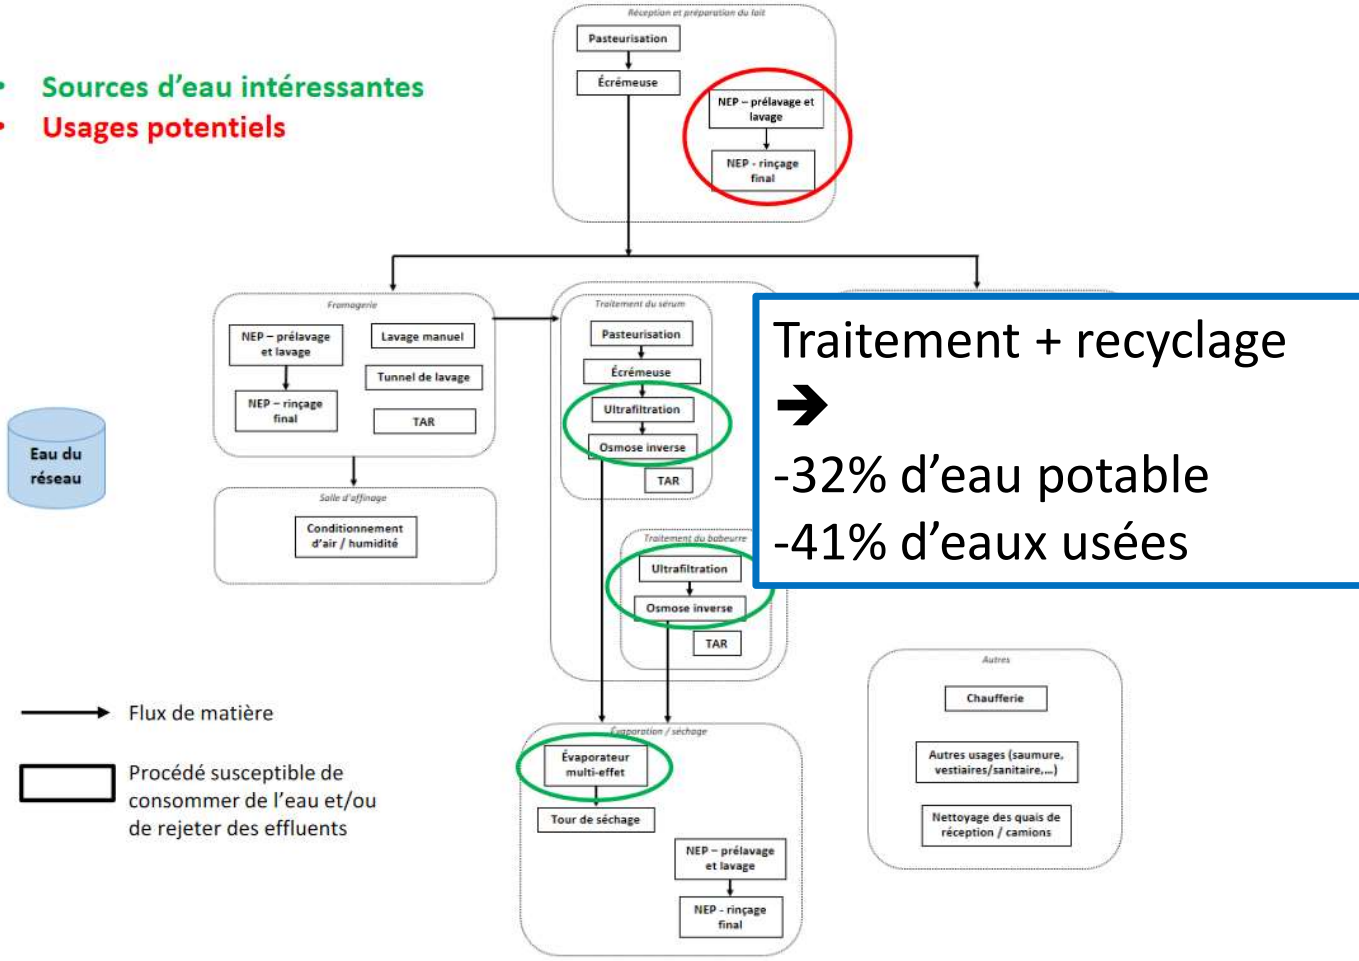 • Sources d'eau intéressantes
• Usages potentiels
Réception et préparation du lait
Pasteurisation
Écrémeuse
NEP – prélavage et
lavage
NEP - rinçage
final
Fromagerie
NEP – prélavage
et lavage
NEP – rinçage
final
Lavage manuel
Tunnel de lavage
TAR
Salle d'affinage
Conditionnement
d'air / humidité
Eau du
réseau
Traitement du sérum
Pasteurisation
Écrémeuse
Ultrafiltration
Osmose inverse
TAR
Traitement du babeurre
Ultrafiltration
Osmose inverse
TAR
Traitement + recyclage
➔
-32% d'eau potable
-41% d'eaux usées
Évaporation / séchage
Évaporateur
multi-effet
Tour de séchage
NEP – prélavage
et lavage
NEP - rinçage
final
Autres
Chaufferie
Autres usages (saumure,
vestiaires/sanitaire,...)
Nettoyage des quais de
réception / camions
Flux de matière
Procédé susceptible de
consommer de l'eau et/ou
de rejeter des effluents